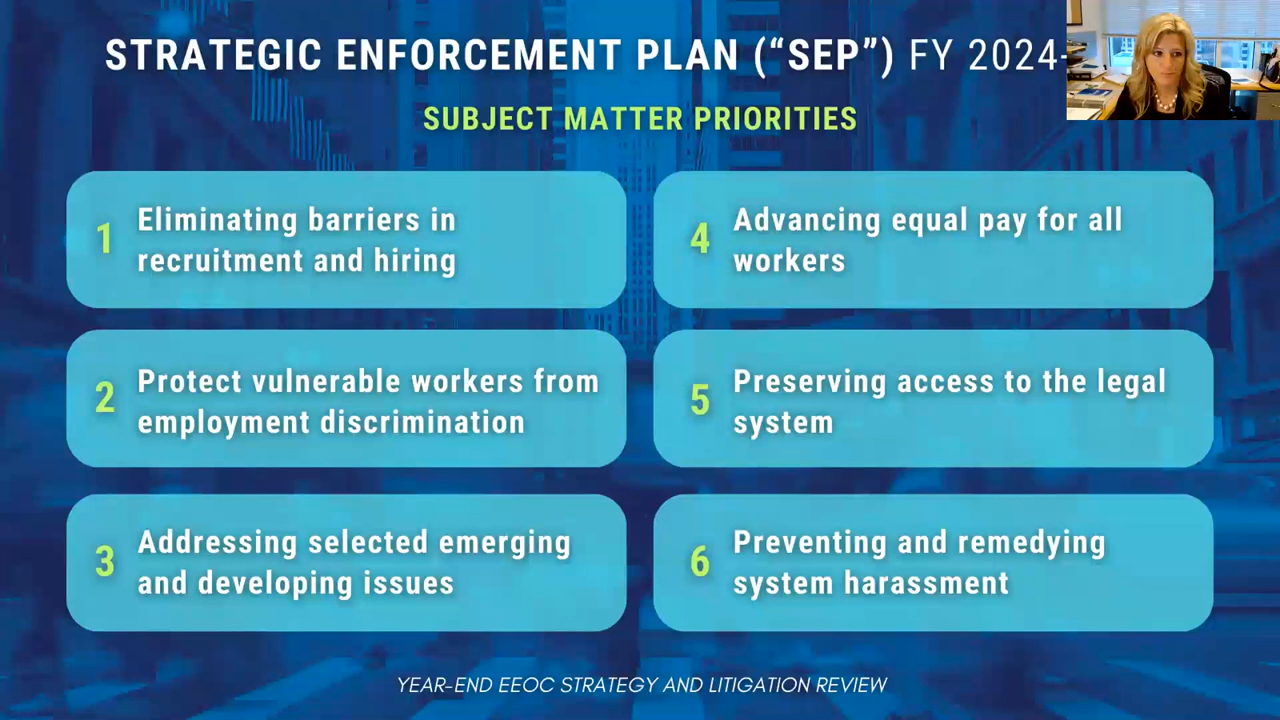 STRATEGIC ENFORCEMENT PLAN (“SEP”) FY 2024-
SUBJECT MATTER PRIORITIES
1 Eliminating barriers in
recruitment and hiring
2 Protect vulnerable workers from
employment discrimination
3 Addressing selected emerging
and developing issues
4 Advancing equal pay for all
workers
5 Preserving access to the legal
system
6 Preventing and remedying
system harassment
YEAR-END EEOC STRATEGY AND LITIGATION REVIEW